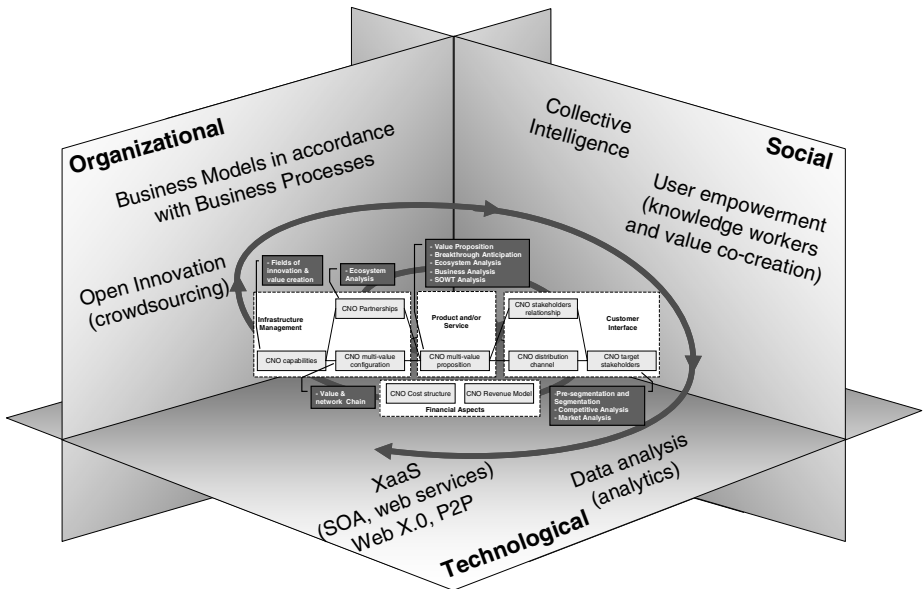 Organizational
Business Models in accordance
with Business Processes
Open Innovation
(crowdsourcing)
Collective
Intelligence
Social
User empowerment
(knowledge workers
and value co-creation)
- Fields of
innovation &
value creation
- Ecosystem
Analysis
- Value Proposition
- Breakthrough Anticipation
- Ecosystem Analysis
- Business Analysis
- SOWT Analysis
Infrastructure
Management
CNO Partnerships
CNO capabilities
CNO multi-value
configuration
Product and/or
Service
CNO multi-value
proposition
CNO stakeholders
relationship
Customer
Interface
CNO distribution
channel
CNO target
stakeholders
- Value &
network Chain
CNO Cost structure
CNO Revenue Model
Financial Aspects
-Pre-segmentation and
Segmentation
- Competitive Analysis
- Market Analysis
XaaS
(SOA, web services)
Web X.0, P2P
Data analysis
(analytics)
Technological